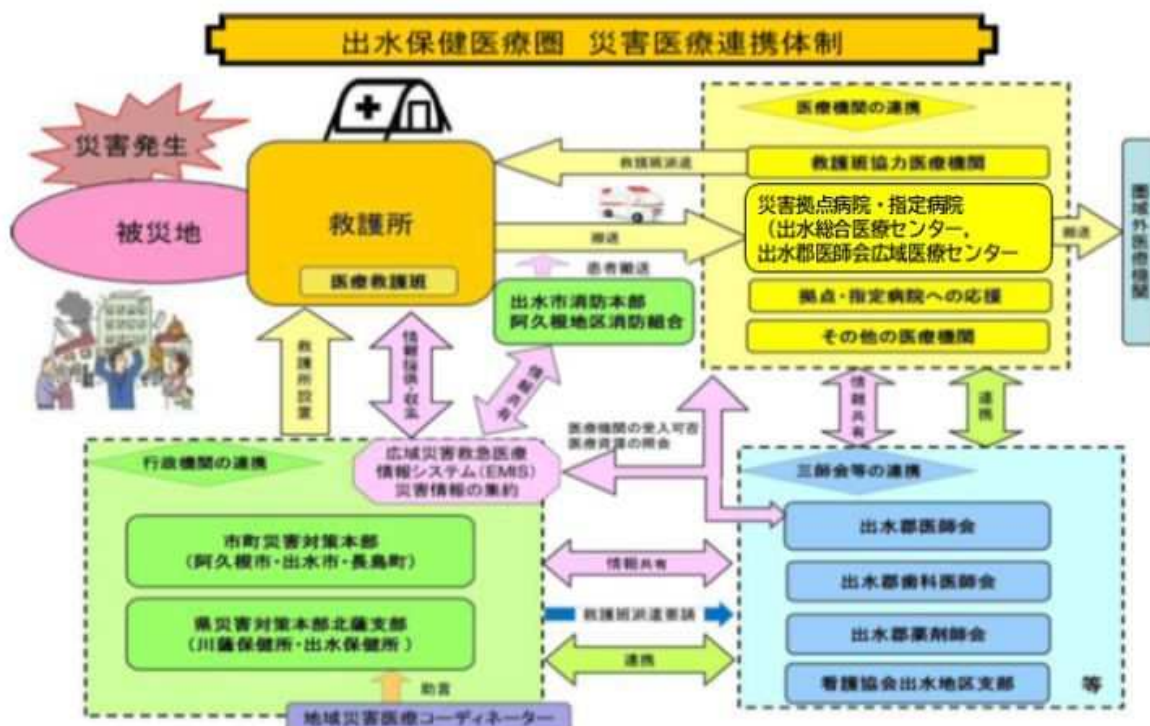 出水保健医療圏 災害医療連携体制
災害発生
被災地
救護所
医療救護班
救護班派遣
搬送
患者搬送
出水市消防本部
阿久根地区消防組合
医療機関の連携
救護班協力医療機関
災害拠点病院・指定病院
(出水総合医療センター,
出水郡医師会広域医療センター
拠点・指定病院への応援
その他の医療機関
搬送
圏域外医療機関
救護所設置
情報提供・収集
情報共有
医療機関の受入可否
医療資源の照会
情報共有
連携
行政機関の連携
広域災害救急医療
情報システム(EMIS)
災害情報の集約
市町災害対策本部
(阿久根市・出水市・長島町)
県災害対策本部北薩支部
(川薩保健所・出水保健所)
助言
地域災害医療コーディネーター
情報共有
救護班派遣要請
連携
三師会等の連携
出水郡医師会
出水郡歯科医師会
出水郡薬剤師会
看護協会出水地区支部
等